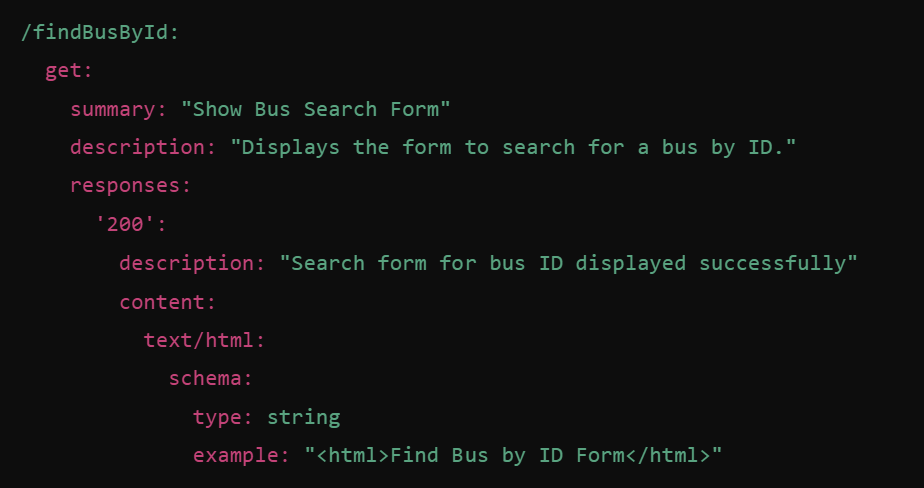 /findBusById:
  get:
    summary: "Show Bus Search Form"
    description: "Displays the form to search for a bus by ID."
    responses:
      '200':
        description: "Search form for bus ID displayed successfully"
        content:
          text/html:
            schema:
              type: string
              example: "<html>Find Bus by ID Form</html>"